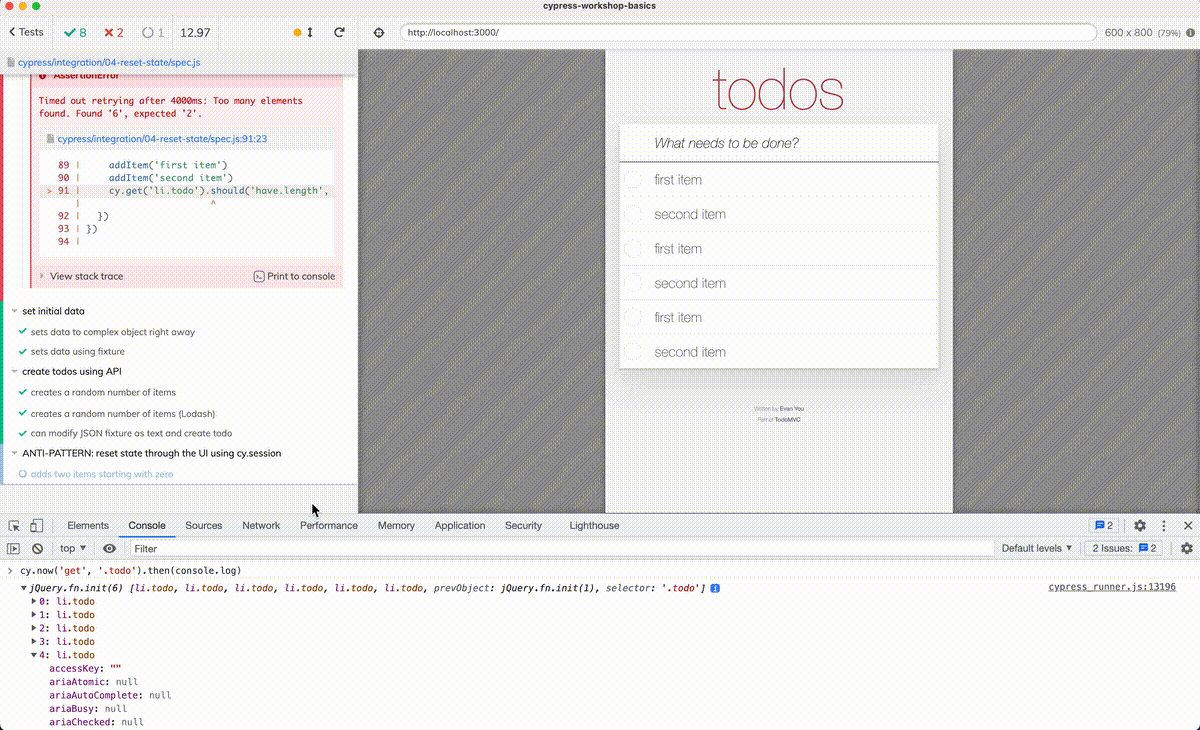 cypress-workshop-basics
Tests 8 2 1 12.97
http://localhost:3000/ 600 x 800 (79%)
cypress/integration/04-reset-state/spec.js
AssertionError
Timed out retrying after 4000ms: Too many elements
found. Found '6', expected '2'.
cypress/integration/04-reset-state/spec.js:91:23
89 | addItem('first item')
90 | addItem('second item')
> 91 | cy.get('li.todo').should('have.length',
| ^
92 | })
93 | })
94 |
View stack trace Print to console
set initial data
sets data to complex object right away
sets data using fixture
create todos using API
creates a random number of items
creates a random number of items (Lodash)
can modify JSON fixture as text and create todo
ANTI-PATTERN: reset state through the UI using cy.session
adds two items starting with zero
todos
What needs to be done?
first item
second item
first item
second item
first item
second item
Written by Evan You
Part of TodoMVC
Elements Console Sources Network Performance Memory Application Security Lighthouse 2
top Filter Default levels 2 Issues: 2
> cy.now('get', '.todo').then(console.log)
jQuery.fn.init(6) [li.todo, li.todo, li.todo, li.todo, li.todo, li.todo, prevObject: jQuery.fn.init(1), selector: '.todo'] i cypress_runner.js:13196
0: li.todo
1: li.todo
2: li.todo
3: li.todo
4: li.todo
accessKey: ""
ariaAtomic: null
ariaAutoComplete: null
ariaBusy: null
ariaChecked: null